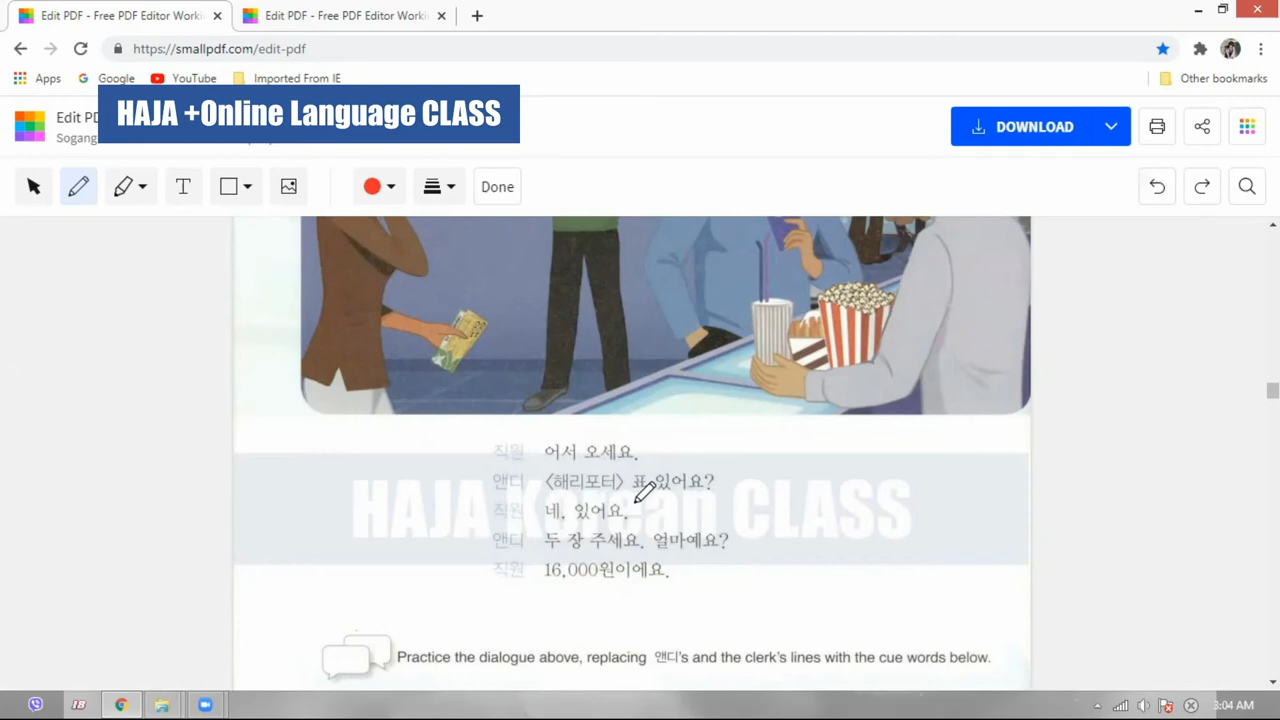 Edit PDF - Free PDF Editor Worki
Edit PDF - Free PDF Editor Worki
https://smallpdf.com/edit-pdf
Apps
Google
YouTube
Imported From IE
Other bookmarks
HAJA +Online Language CLASS
Edit PD
Sogang
DOWNLOAD
T
Done
직원 어서 오세요.
앤디 〈해리포터〉 표 있어요?
직원 네, 있어요.
앤디 두 장 주세요. 얼마예요?
직원 16,000원이에요.
HAJA Korean CLASS
Practice the dialogue above, replacing 앤디's and the clerk's lines with the cue words below.
18
3:04 AM